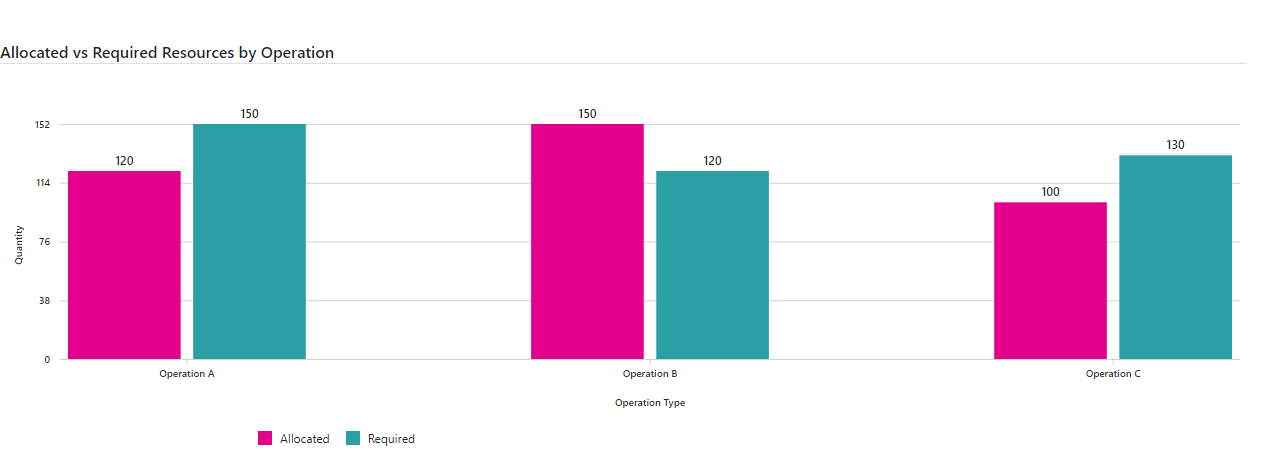 Allocated vs Required Resources by Operation
150
150
152
130
120
120
114
100
76
Quantity
38
0
Operation A
Operation B
Operation C
Operation Type
Allocated
Required